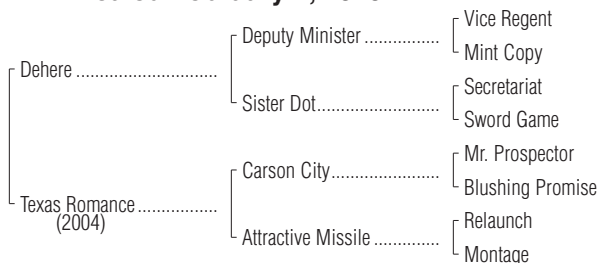 Vice Regent
Deputy Minister ...............
Mint Copy
Dehere ............................
Secretariat
Sister Dot.........................
Sword Game
Mr. Prospector
Carson City......................
Blushing Promise
Texas Romance ................
(2004)
Relaunch
Attractive Missile .............
Montage